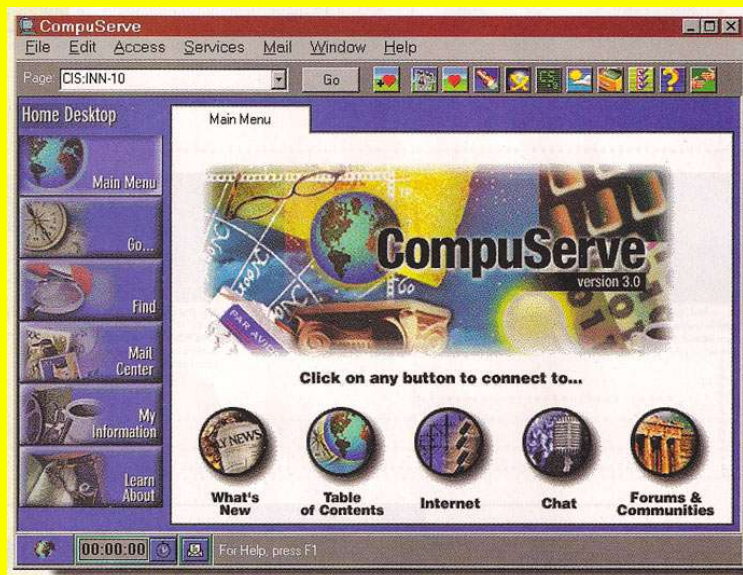 CompuServe
File Edit Access Services Mail Window Help
Page: CIS:INN-10 Go
Home Desktop
Main Menu
Main Menu
Go...
Find
Mail
Center
My
Information
Learn
About
CompuServe
version 3.0
PAR AVION
Click on any button to connect to...
NEWS
What's
New
Table
of Contents
Internet
Chat
Forums &
Communities
00:00:00 For Help, press F1